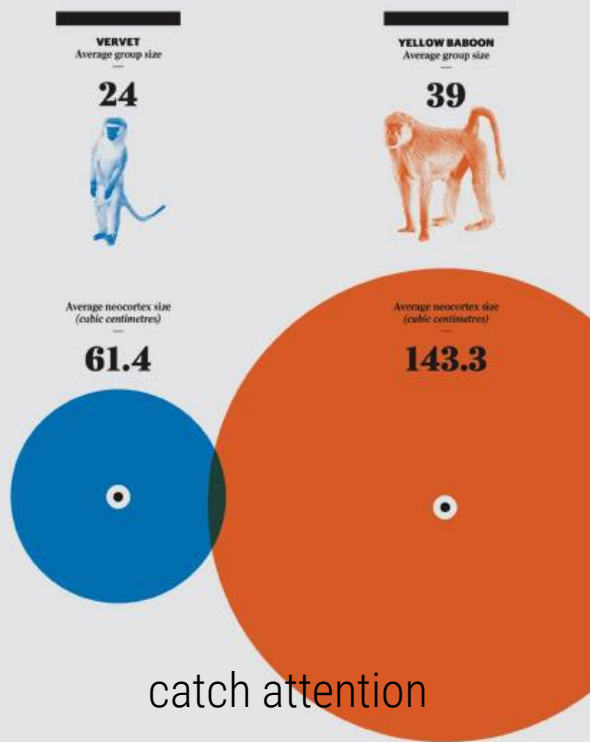 VERVET
Average group size
24
YELLOW BABOON
Average group size
39
Average neocortex size
(cubic centimetres)
61.4
Average neocortex size
(cubic centimetres)
143.3
catch attention